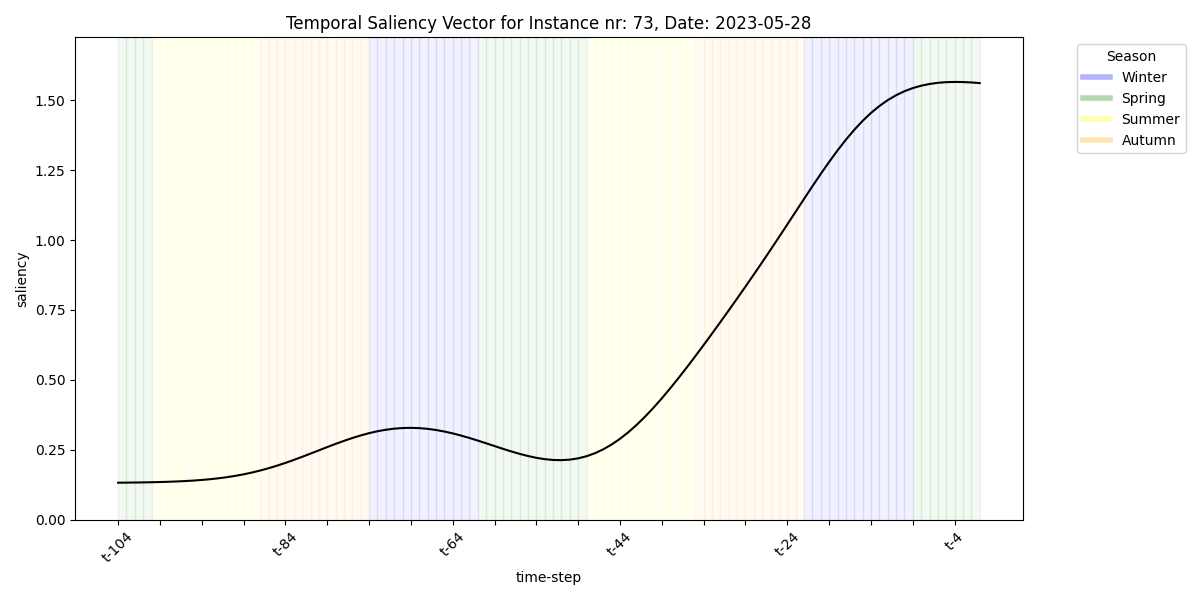 Temporal Saliency Vector for Instance nr: 73, Date: 2023-05-28
Season
Winter
Spring
Summer
Autumn
1.50
1.25
1.00
0.75
0.50
0.25
0.00
saliency
t-104
t-84
t-64
t-44
t-24
t-4
time-step